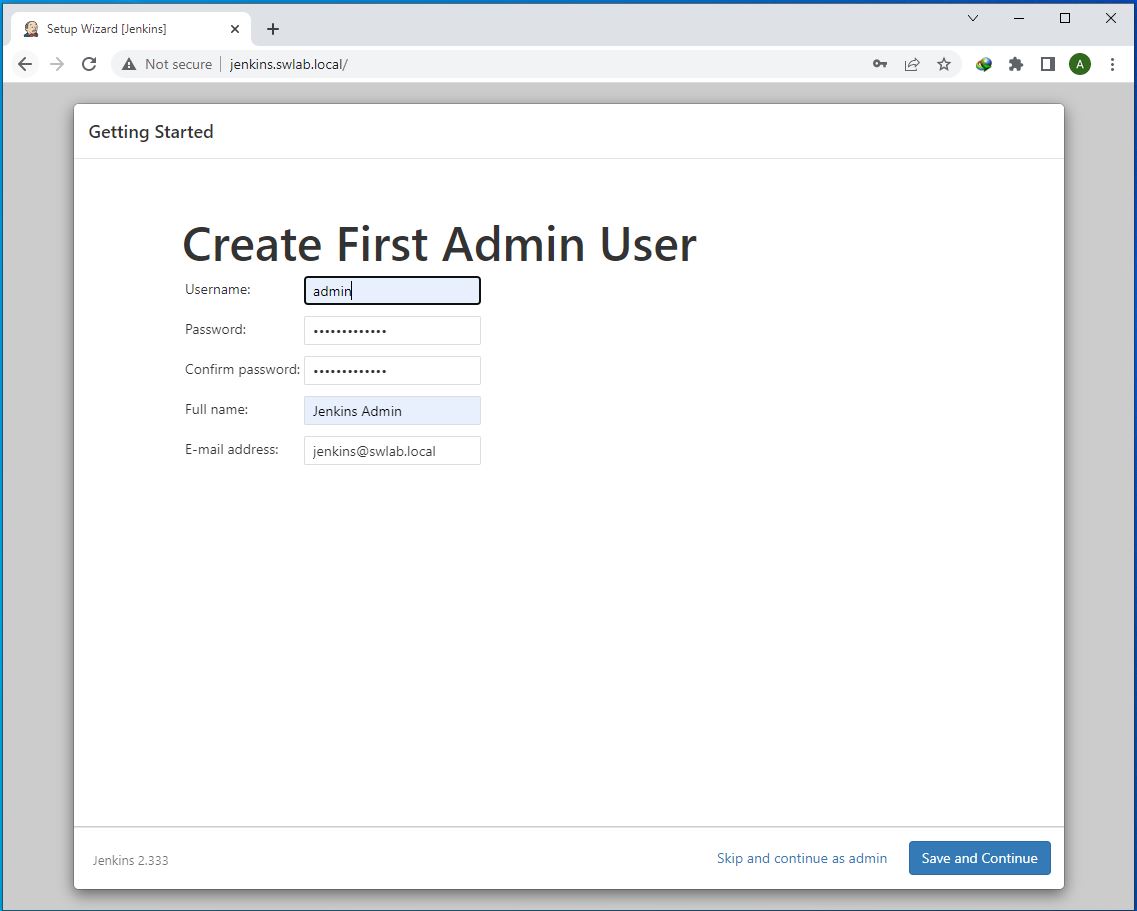 Setup Wizard [Jenkins]
Not secure jenkins.swlab.local/
A
Getting Started
Create First Admin User
Username: admin
Password: •••••••••••••
Confirm password: •••••••••••••
Full name: Jenkins Admin
E-mail address: jenkins@swlab.local
Jenkins 2.333 Skip and continue as admin Save and Continue